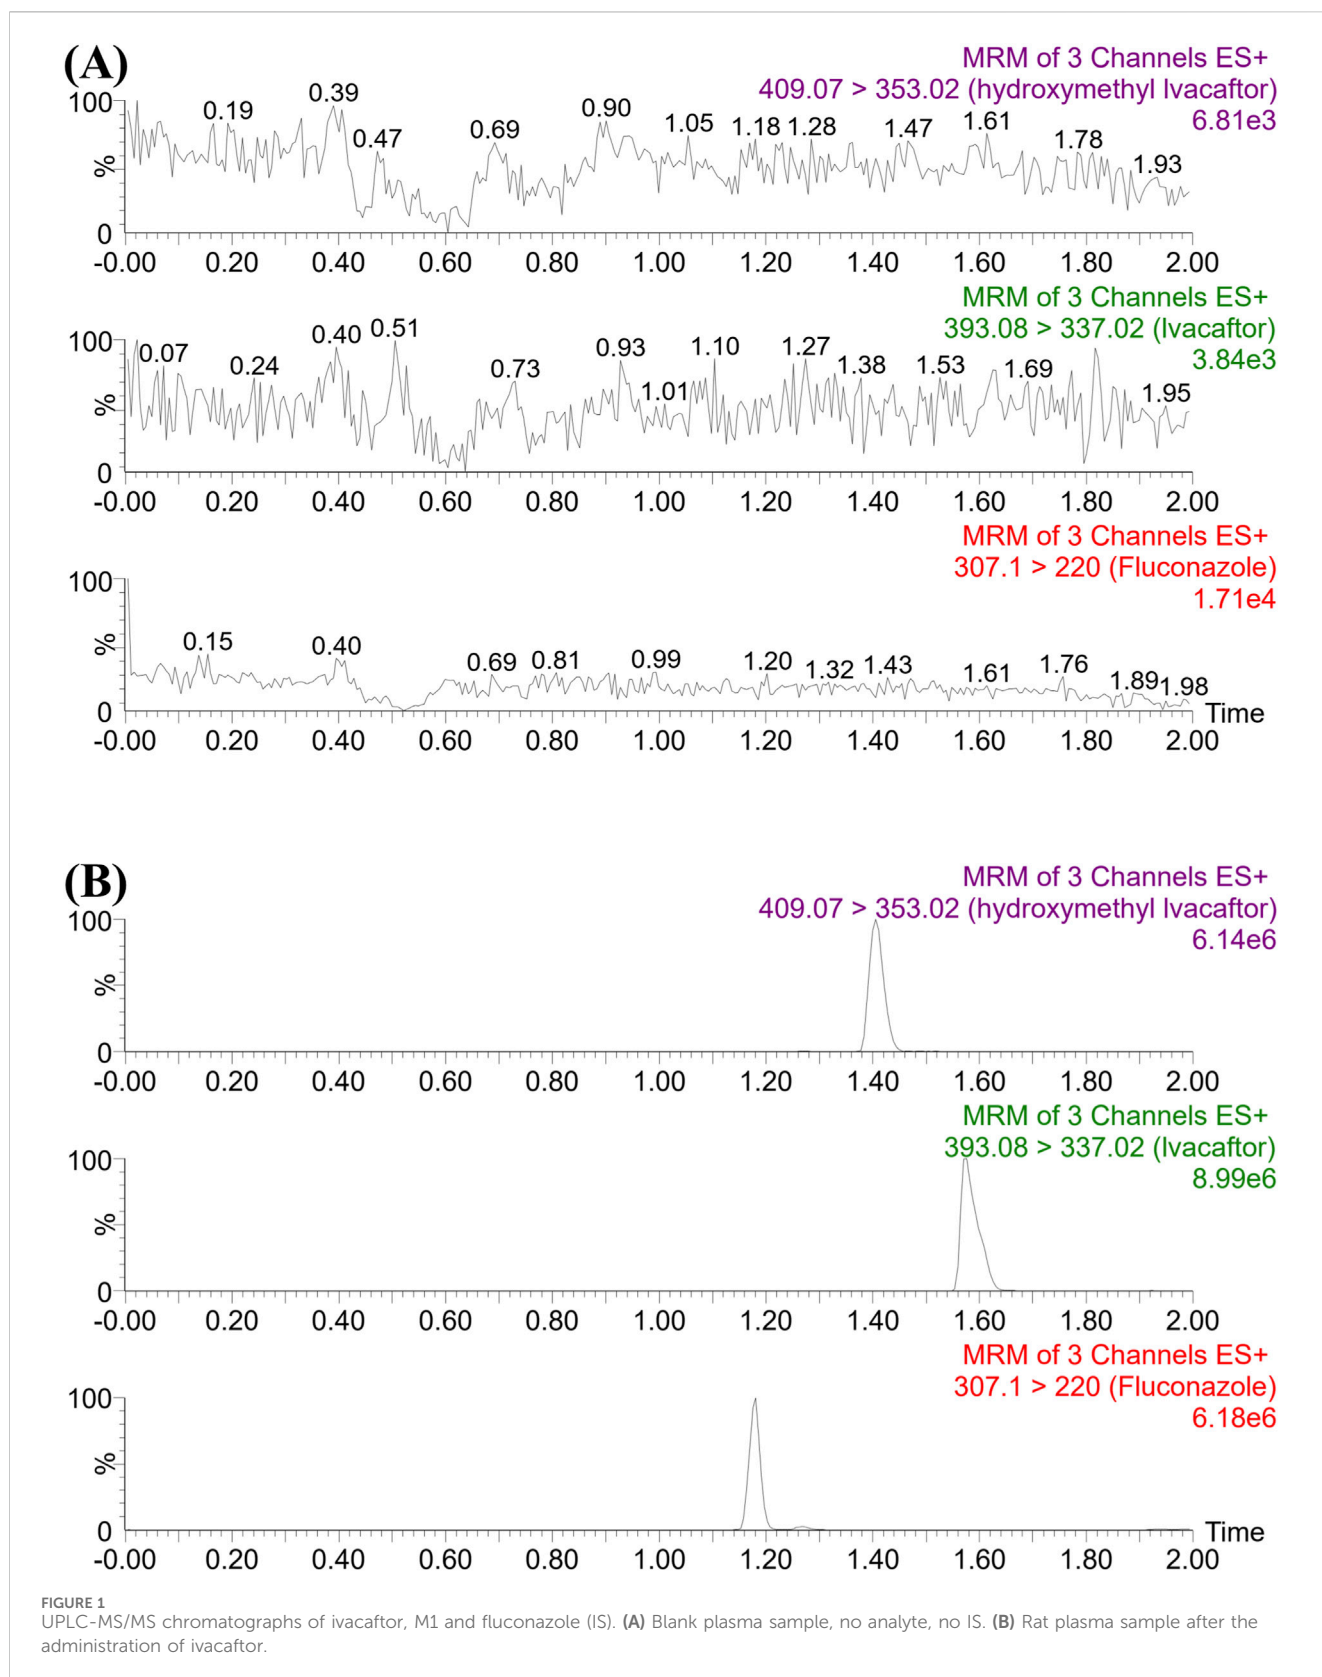 (A)
MRM of 3 Channels ES+
409.07 > 353.02 (hydroxymethyl Ivacaftor)
6.81e3
100
%
0
0.19
0.39
0.47
0.69
0.90
1.05
1.18
1.28
1.47
1.61
1.78
1.93
-0.00 0.20 0.40 0.60 0.80 1.00 1.20 1.40 1.60 1.80 2.00
MRM of 3 Channels ES+
393.08 > 337.02 (Ivacaftor)
3.84e3
100
%
0
0.07
0.24
0.40
0.51
0.73
0.93
1.01
1.10
1.27
1.38
1.53
1.69
1.95
-0.00 0.20 0.40 0.60 0.80 1.00 1.20 1.40 1.60 1.80 2.00
MRM of 3 Channels ES+
307.1 > 220 (Fluconazole)
1.71e4
100
%
0
0.15
0.40
0.69
0.81
0.99
1.20
1.32
1.43
1.61
1.76
1.89
1.98
Time
-0.00 0.20 0.40 0.60 0.80 1.00 1.20 1.40 1.60 1.80 2.00
(B)
MRM of 3 Channels ES+
409.07 > 353.02 (hydroxymethyl Ivacaftor)
6.14e6
100
%
0
-0.00 0.20 0.40 0.60 0.80 1.00 1.20 1.40 1.60 1.80 2.00
MRM of 3 Channels ES+
393.08 > 337.02 (Ivacaftor)
8.99e6
100
%
0
-0.00 0.20 0.40 0.60 0.80 1.00 1.20 1.40 1.60 1.80 2.00
MRM of 3 Channels ES+
307.1 > 220 (Fluconazole)
6.18e6
100
%
0
Time
-0.00 0.20 0.40 0.60 0.80 1.00 1.20 1.40 1.60 1.80 2.00
FIGURE 1
UPLC-MS/MS chromatographs of ivacaftor, M1 and fluconazole (IS). (A) Blank plasma sample, no analyte, no IS. (B) Rat plasma sample after the
administration of ivacaftor.